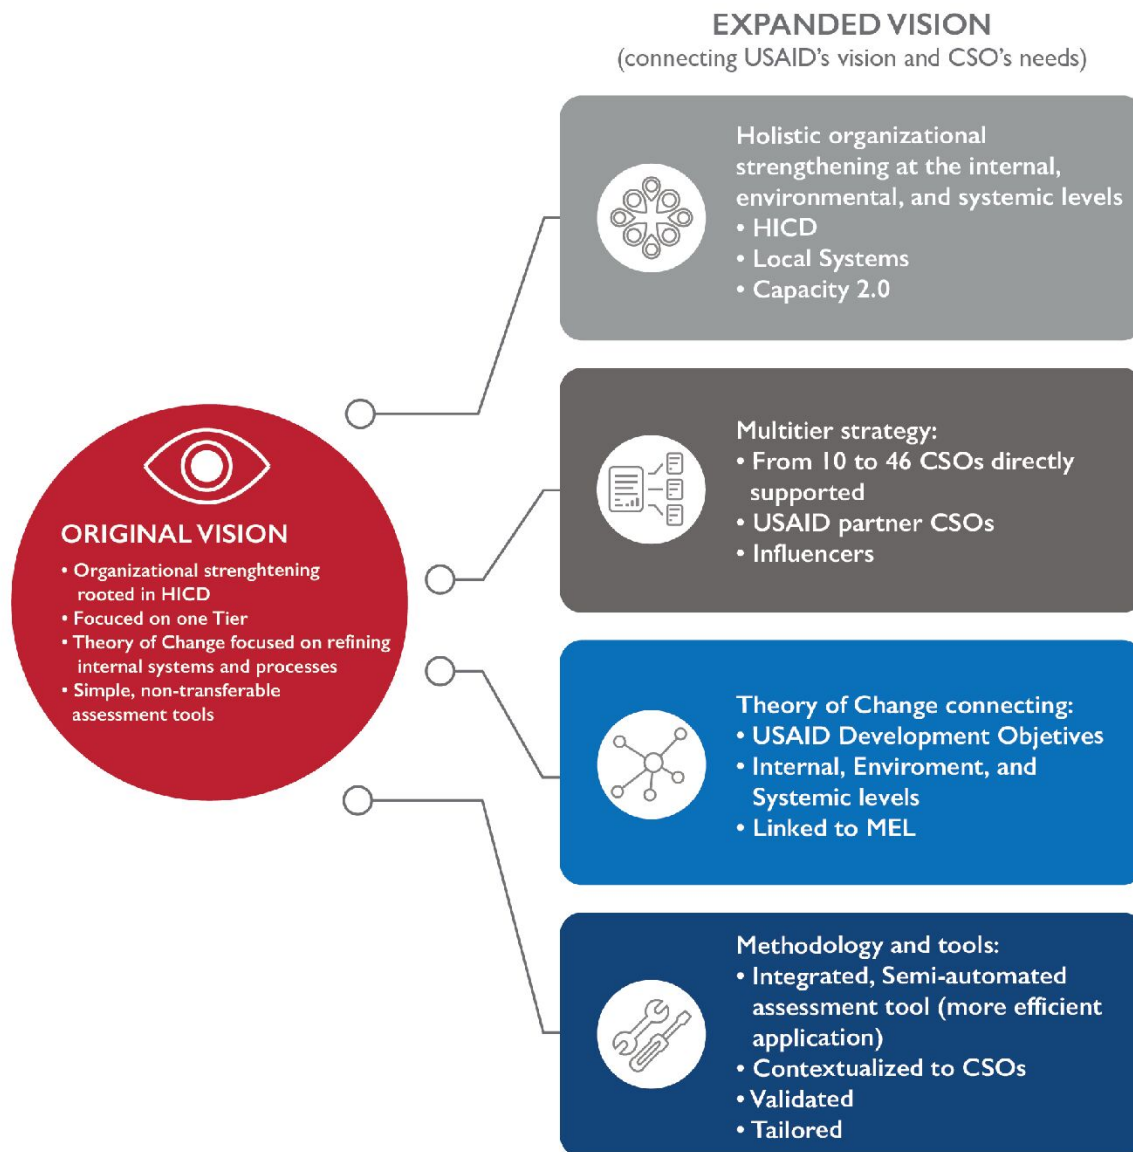 EXPANDED VISION
(connecting USAID's vision and CSO's needs)
Holistic organizational
strengthening at the internal,
environmental, and systemic levels
• HICD
• Local Systems
• Capacity 2.0
Multitier strategy:
• From 10 to 46 CSOs directly
supported
• USAID partner CSOs
• Influencers
ORIGINAL VISION
• Organizational strenghtening
rooted in HICD
• Focuced on one Tier
• Theory of Change focused on refining
internal systems and processes
• Simple, non-transferable
assessment tools
Theory of Change connecting:
• USAID Development Objetives
• Internal, Enviroment, and
Systemic levels
• Linked to MEL
Methodology and tools:
• Integrated, Semi-automated
assessment tool (more efficient
application)
• Contextualized to CSOs
• Validated
• Tailored